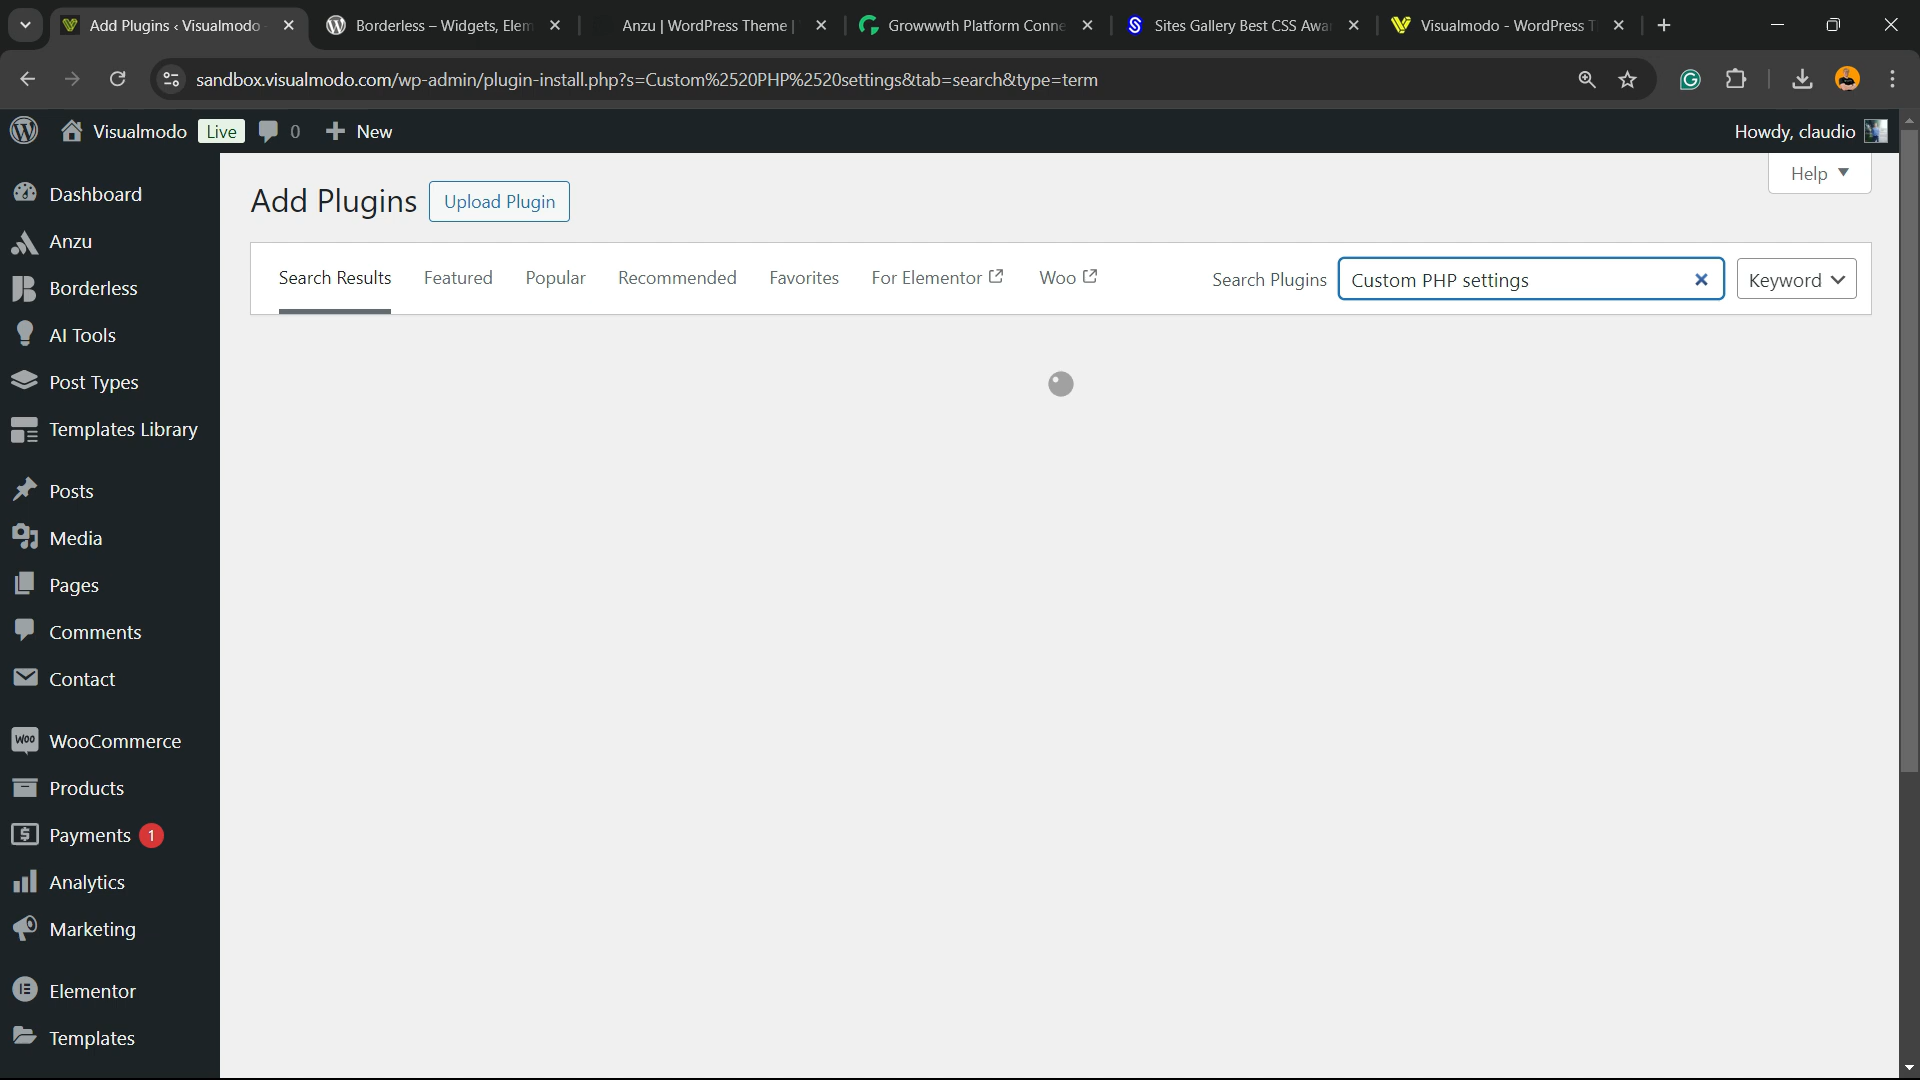 Add Plugins ‹ Visualmodo
Borderless – Widgets, Elem
Anzu | WordPress Theme |
Growwwth Platform Conne
Sites Gallery Best CSS Awa
Visualmodo - WordPress T
sandbox.visualmodo.com/wp-admin/plugin-install.php?s=Custom%2520PHP%2520settings&tab=search&type=term
Visualmodo Live 0 New
Howdy, claudio
Help
Add Plugins Upload Plugin
Search Results Featured Popular Recommended Favorites For Elementor Woo Search Plugins Custom PHP settings Keyword
Dashboard
Anzu
Borderless
AI Tools
Post Types
Templates Library
Posts
Media
Pages
Comments
Contact
Woo WooCommerce
Products
Payments 1
Analytics
Marketing
Elementor
Templates